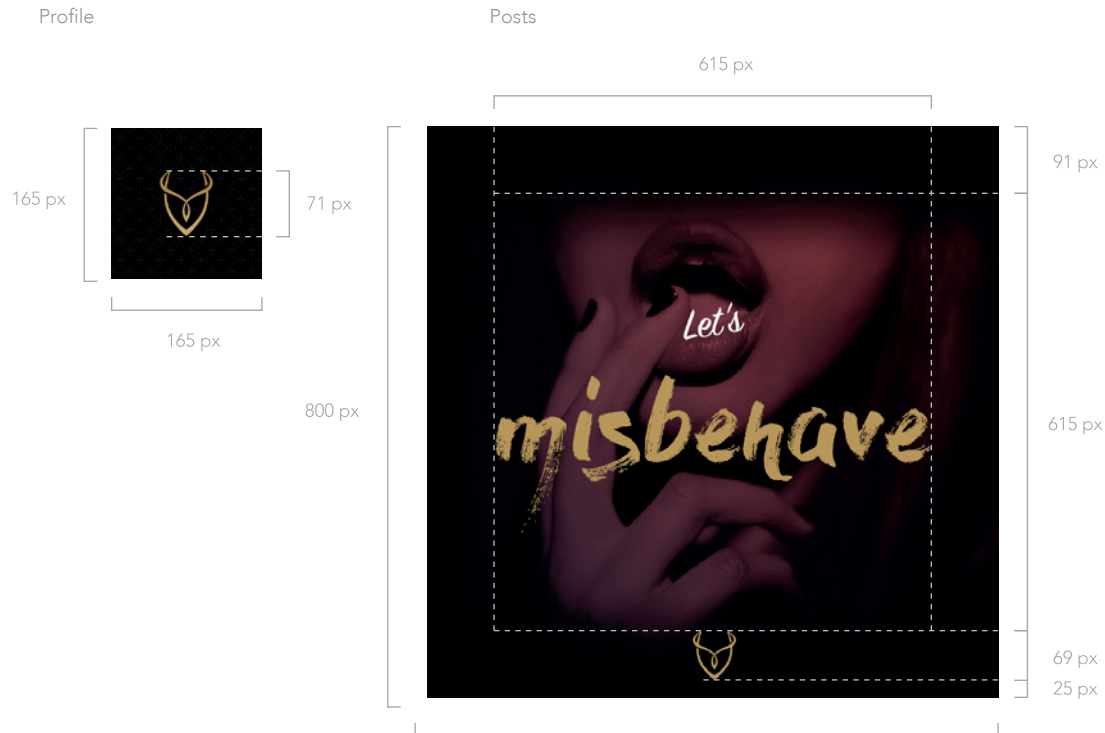 Profile
Posts
615 px
91 px
165 px
71 px
Let's
165 px
800 px
misbehave
615 px
69 px
25 px